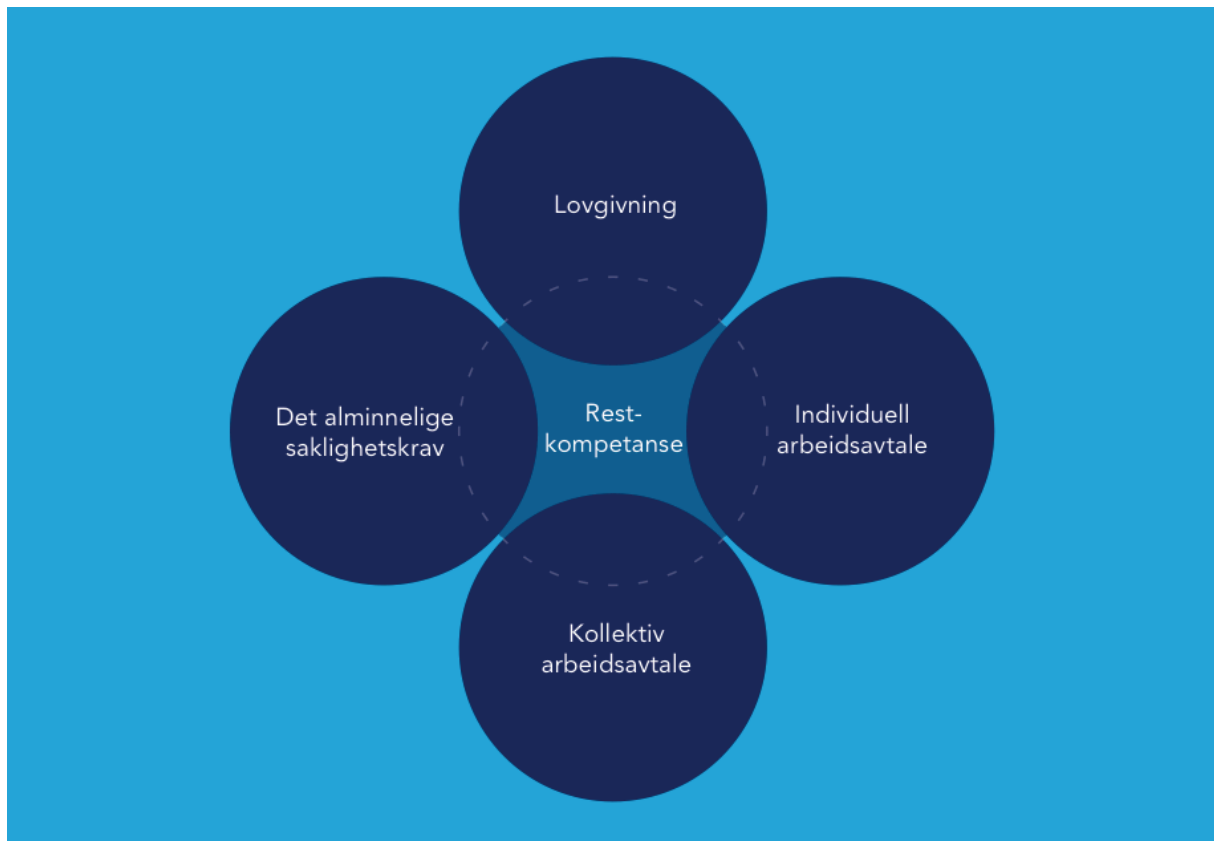 Lovgivning
Det alminnelige
saklighetskrav
Rest-
kompetanse
Individuell
arbeidsavtale
Kollektiv
arbeidsavtale